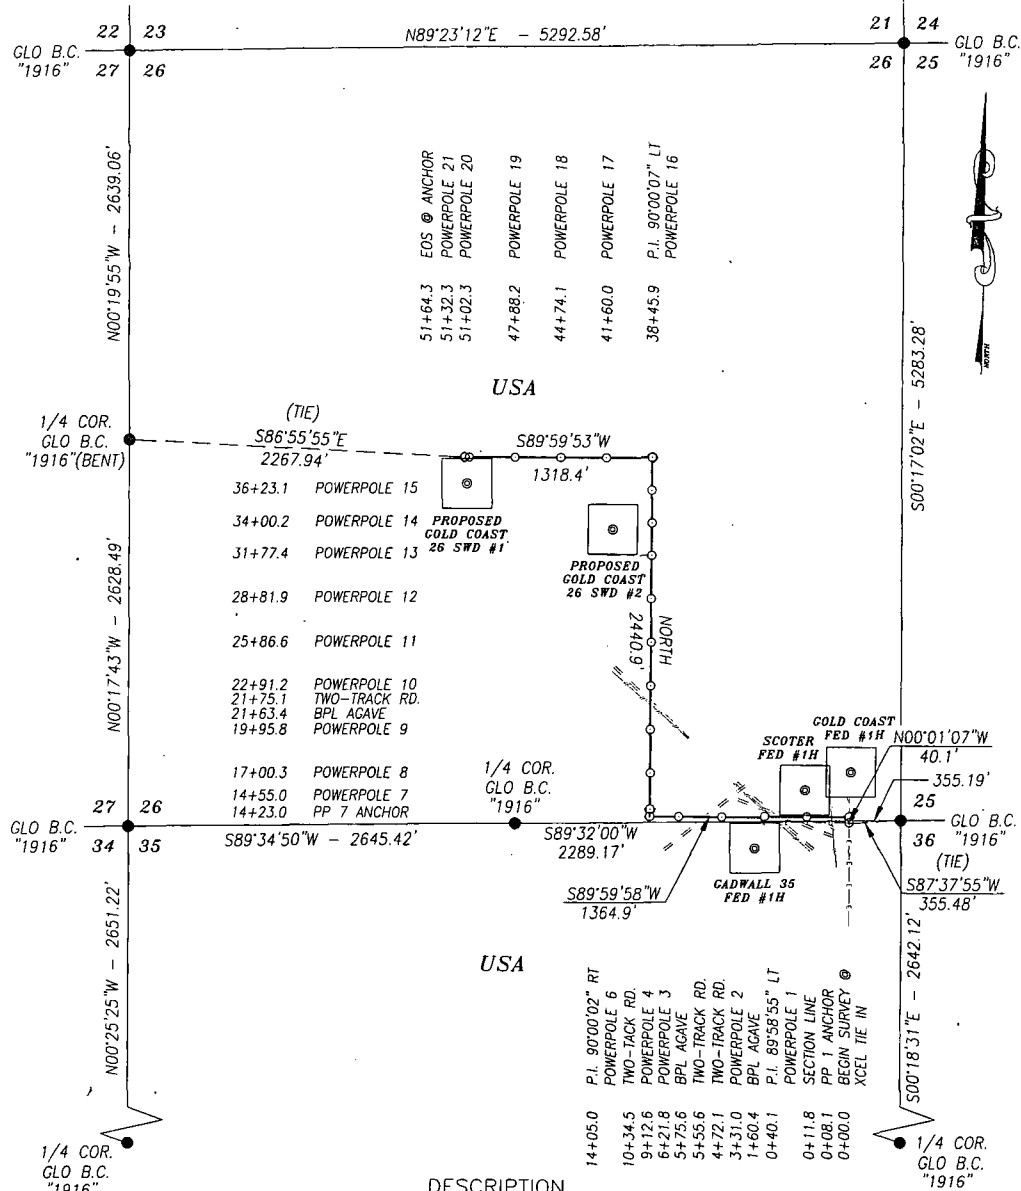 22 23
N89°23'12"E - 5292.58'
21 24
GLO B.C.
"1916"
27 26
26 25
GLO B.C.
"1916"
N00°19'55"W - 2639.06'
51+64.3 EOS @ ANCHOR
51+32.3 POWERPOLE 21
51+02.3 POWERPOLE 20
47+88.2 POWERPOLE 19
44+74.1 POWERPOLE 18
41+60.0 POWERPOLE 17
38+45.9 P.I. 90°00'07" LT
POWERPOLE 16
NORTH
S00°17'02"E - 5283.28'
USA
1/4 COR.
GLO B.C.
"1916"(BENT)
(TIE)
S86°55'55"E
2267.94'
S89°59'53"W
1318.4'
36+23.1 POWERPOLE 15
34+00.2 POWERPOLE 14
31+77.4 POWERPOLE 13
28+81.9 POWERPOLE 12
25+86.6 POWERPOLE 11
22+91.2 POWERPOLE 10
21+75.1 TWO-TRACK RD.
21+63.4 BPL AGAVE
19+95.8 POWERPOLE 9
17+00.3 POWERPOLE 8
14+55.0 POWERPOLE 7
14+23.0 PP 7 ANCHOR
PROPOSED
GOLD COAST
26 SWD #1
PROPOSED
GOLD COAST
26 SWD #2
N00°17'43"W - 2628.49'
NORTH
2440.9'
GOLD COAST
FED #1H
SCOTER
FED #1H
N00°01'07"W
40.1'
355.19'
1/4 COR.
GLO B.C.
"1916"
27 26
GLO B.C.
"1916"
34 35
S89°34'50"W - 2645.42'
S89°32'00"W
2289.17'
25
GLO B.C.
"1916"
36
(TIE)
S87°37'55"W
355.48'
GADWALL 35
FED #1H
S89°59'58"W
1364.9'
N00°25'25"W - 2651.22'
USA
14+05.0 P.I. 90°00'02" RT
POWERPOLE 6
10+34.5 TWO-TACK RD.
9+12.6 POWERPOLE 4
6+21.8 POWERPOLE 3
5+75.6 BPL AGAVE
5+55.6 TWO-TRACK RD.
4+72.1 TWO-TRACK RD.
3+31.0 POWERPOLE 2
1+60.4 BPL AGAVE
0+40.1 P.I. 89°58'55" LT
POWERPOLE 1
0+11.8 SECTION LINE
0+08.1 PP 1 ANCHOR
0+00.0 BEGIN SURVEY @
XCEL TIE IN
S00°18'31"E - 2642.12'
1/4 COR.
GLO B.C.
"1916"
1/4 COR.
GLO B.C.
"1916"
DESCRIPTION